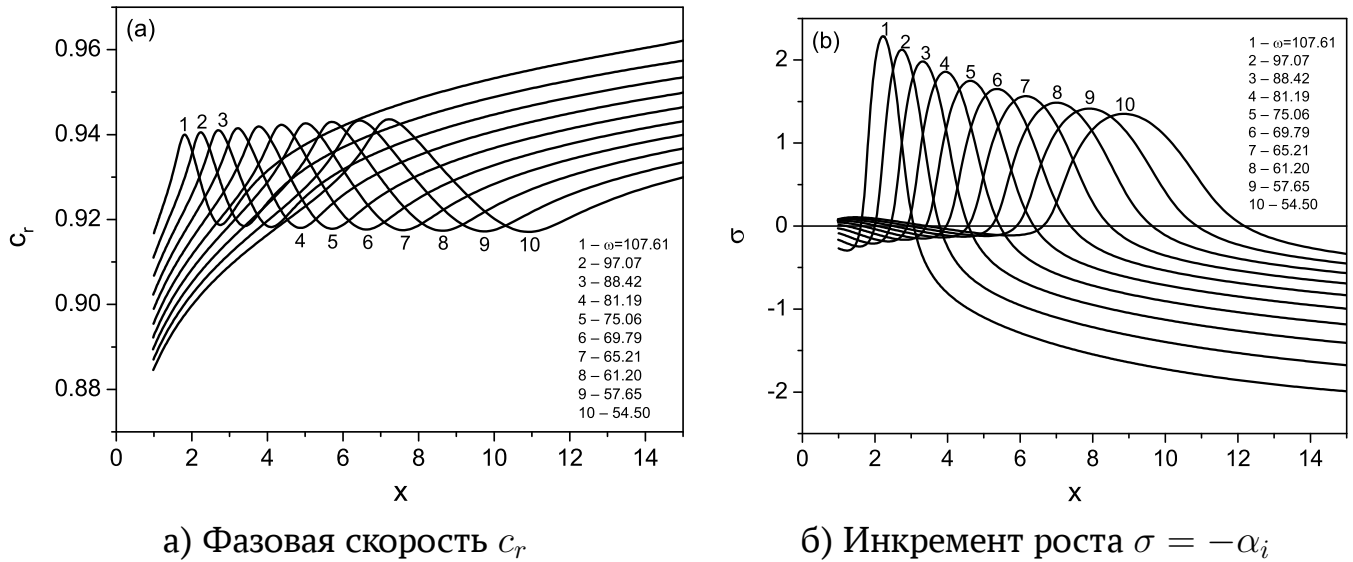 (a)
0.96
0.94
0.92
0.90
0.88
c_r
1 2 3
4 5 6 7 8 9 10
1 – ω=107.61
2 – 97.07
3 – 88.42
4 – 81.19
5 – 75.06
6 – 69.79
7 – 65.21
8 – 61.20
9 – 57.65
10 – 54.50
0 2 4 6 8 10 12 14
x
а) Фазовая скорость c_r
(b)
2
1
0
-1
-2
σ
1 2 3 4 5 6 7 8 9 10
1 – ω=107.61
2 – 97.07
3 – 88.42
4 – 81.19
5 – 75.06
6 – 69.79
7 – 65.21
8 – 61.20
9 – 57.65
10 – 54.50
0 2 4 6 8 10 12 14
x
б) Инкремент роста σ = −α_i